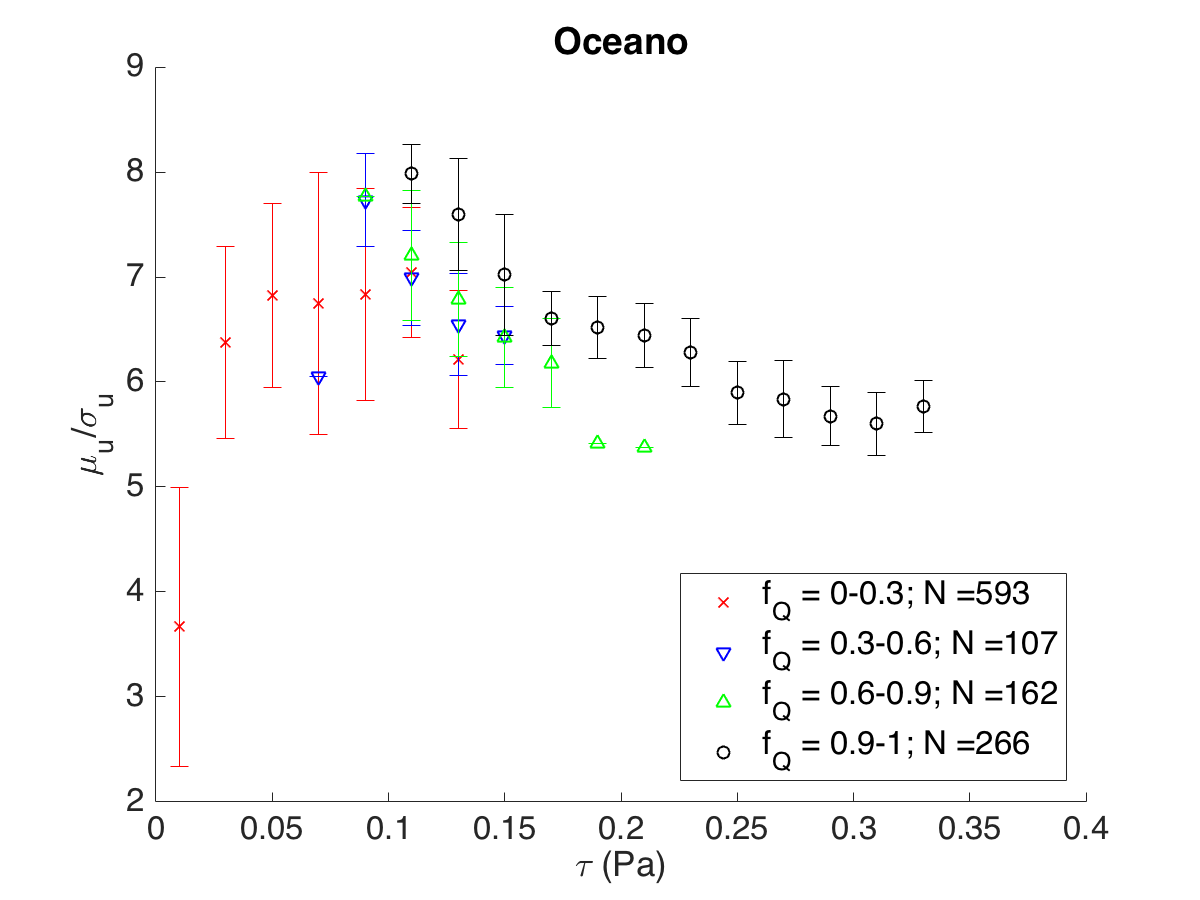 Oceano
9
8
7
6
5
4
3
2
μ_u/σ_u
0 0.05 0.1 0.15 0.2 0.25 0.3 0.35 0.4
τ (Pa)
f_Q = 0-0.3; N =593
f_Q = 0.3-0.6; N =107
f_Q = 0.6-0.9; N =162
f_Q = 0.9-1; N =266